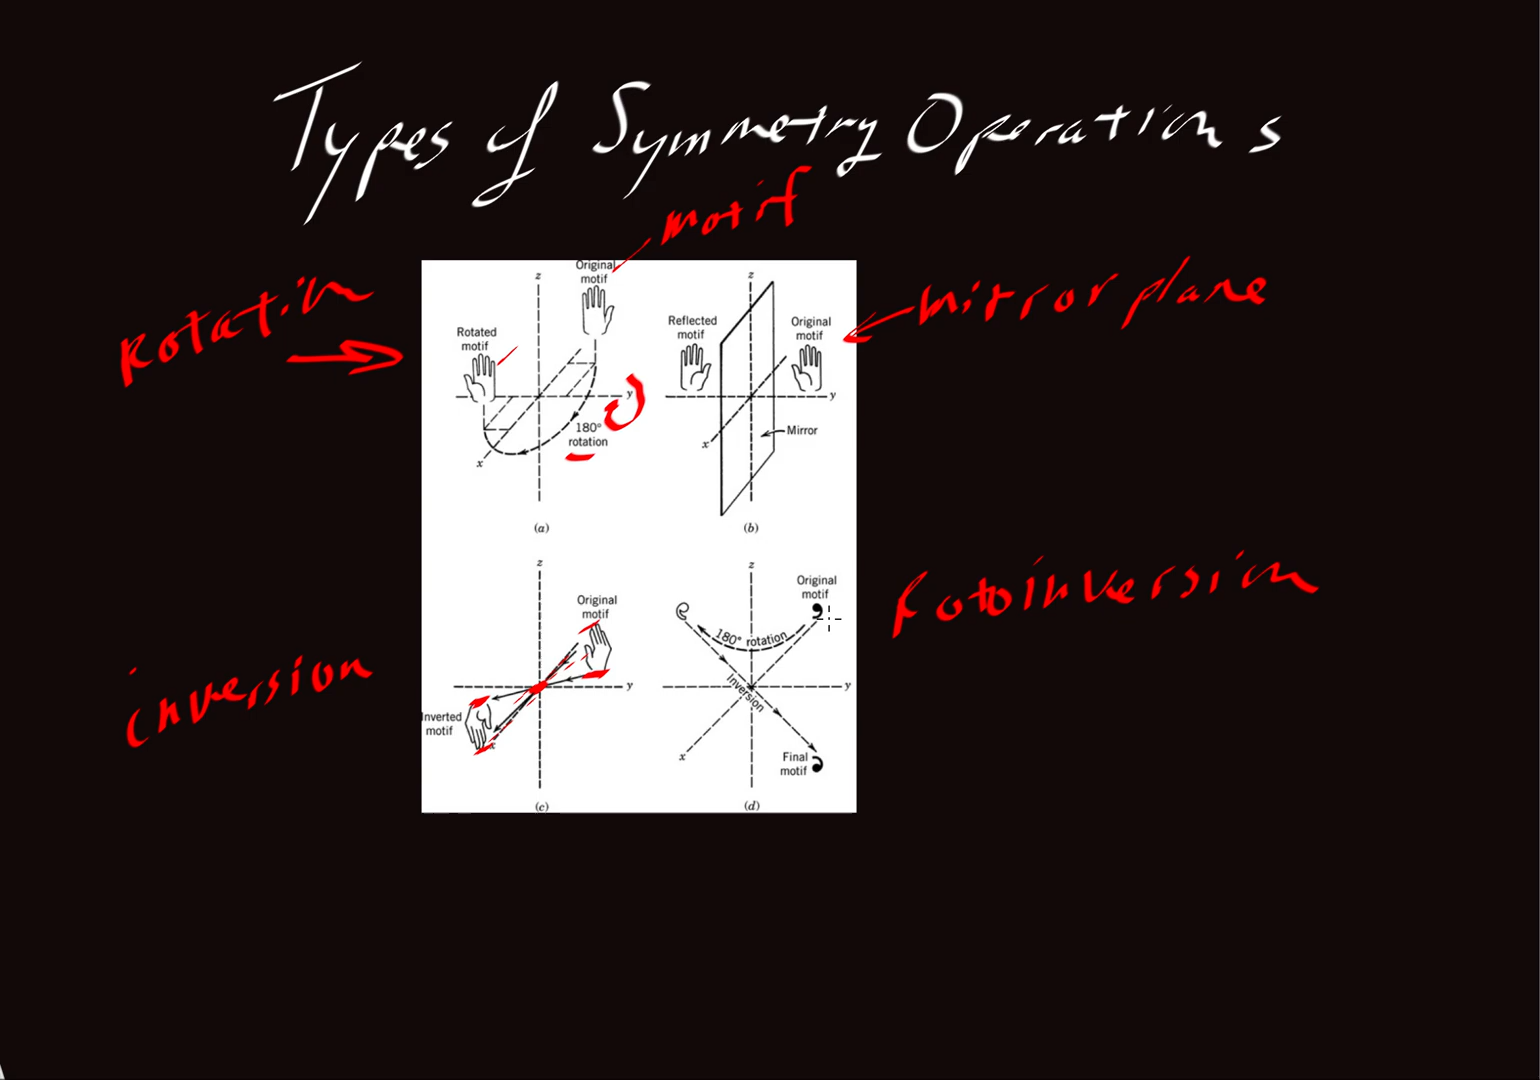 Types of Symmetry Operations
motif
Rotatin
mirror plane
z
Original
motif
Rotated
motif
y
180°
rotation
x
(a)
z
Reflected
motif
Original
motif
y
x
Mirror
(b)
Rotoinversion
inversion
z
Original
motif
y
Inverted
motif
x
(c)
z
Original
motif
180° rotation
Inversion
y
x
Final
motif
(d)